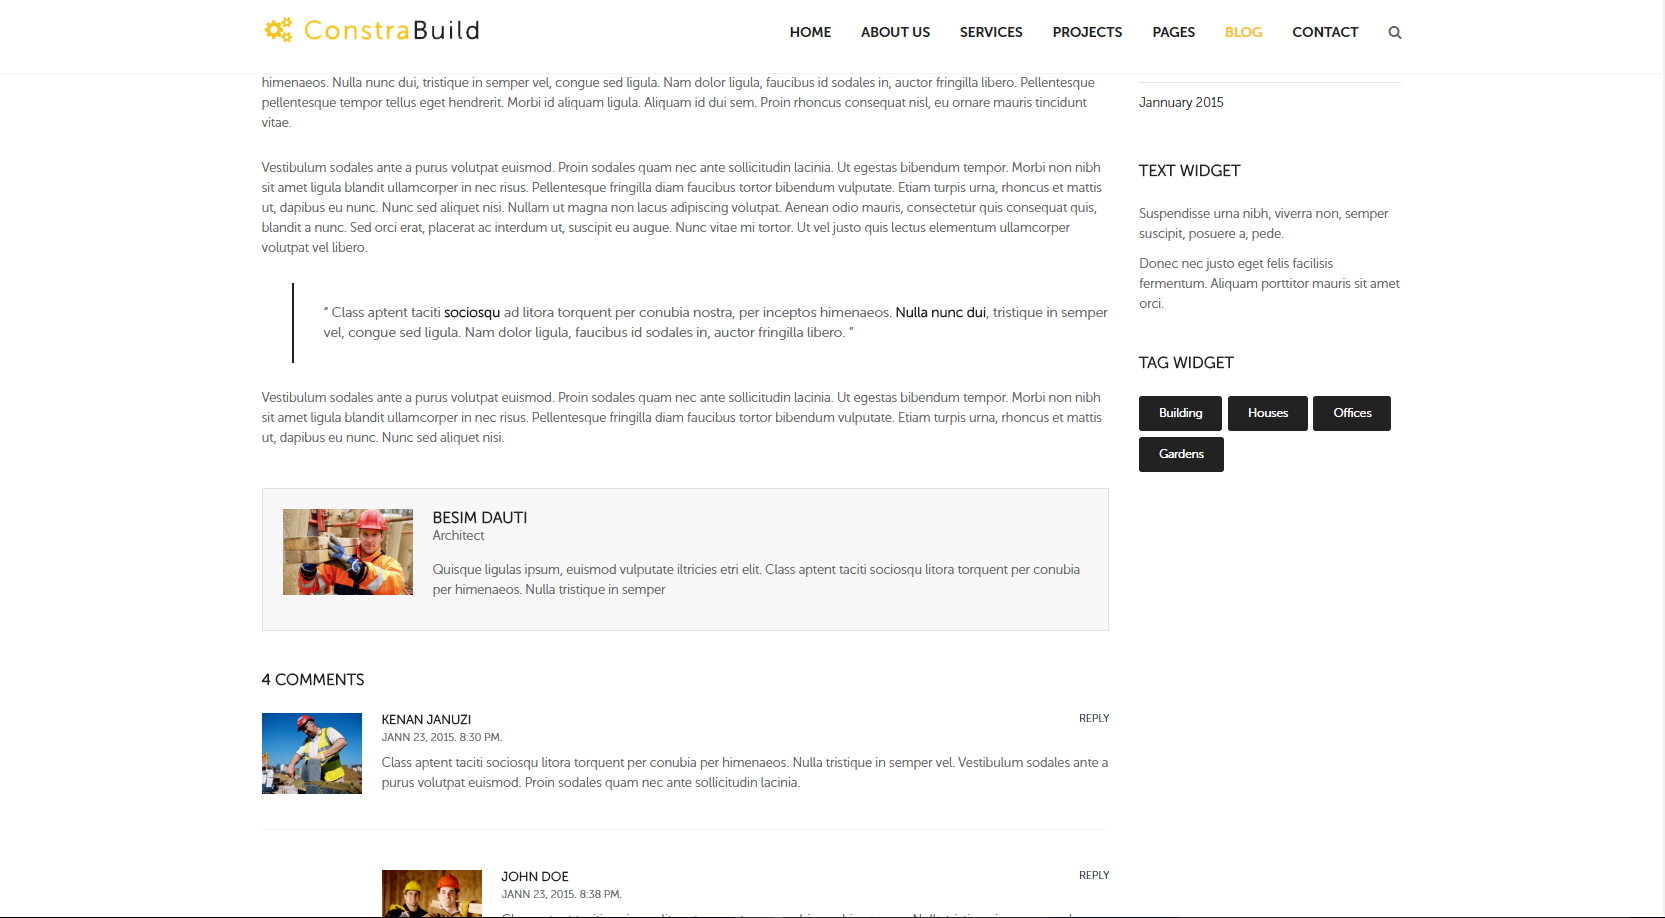 ConstraBuild
HOME ABOUT US SERVICES PROJECTS PAGES BLOG CONTACT
himenaeos. Nulla nunc dui, tristique in semper vel, congue sed ligula. Nam dolor ligula, faucibus id sodales in, auctor fringilla libero. Pellentesque
pellentesque tempor tellus eget hendrerit. Morbi id aliquam ligula. Aliquam id dui sem. Proin rhoncus consequat nisl, eu ornare mauris tincidunt
vitae.
Vestibulum sodales ante a purus volutpat euismod. Proin sodales quam nec ante sollicitudin lacinia. Ut egestas bibendum tempor. Morbi non nibh
sit amet ligula blandit ullamcorper in nec risus. Pellentesque fringilla diam faucibus tortor bibendum vulputate. Etiam turpis urna, rhoncus et mattis
ut, dapibus eu nunc. Nunc sed aliquet nisi. Nullam ut magna non lacus adipiscing volutpat. Aenean odio mauris, consectetur quis consequat quis,
blandit a nunc. Sed orci erat, placerat ac interdum ut, suscipit eu augue. Nunc vitae mi tortor. Ut vel justo quis lectus elementum ullamcorper
volutpat vel libero.
“ Class aptent taciti sociosqu ad litora torquent per conubia nostra, per inceptos himenaeos. Nulla nunc dui, tristique in semper
vel, congue sed ligula. Nam dolor ligula, faucibus id sodales in, auctor fringilla libero. ”
Vestibulum sodales ante a purus volutpat euismod. Proin sodales quam nec ante sollicitudin lacinia. Ut egestas bibendum tempor. Morbi non nibh
sit amet ligula blandit ullamcorper in nec risus. Pellentesque fringilla diam faucibus tortor bibendum vulputate. Etiam turpis urna, rhoncus et mattis
ut, dapibus eu nunc. Nunc sed aliquet nisi.
BESIM DAUTI
Architect
Quisque ligulas ipsum, euismod vulputate iltricies etri elit. Class aptent taciti sociosqu litora torquent per conubia
per himenaeos. Nulla tristique in semper
4 COMMENTS
KENAN JANUZI
REPLY
JANN 23, 2015. 8:30 PM.
Class aptent taciti sociosqu litora torquent per conubia per himenaeos. Nulla tristique in semper vel. Vestibulum sodales ante a
purus volutpat euismod. Proin sodales quam nec ante sollicitudin lacinia.
JOHN DOE
REPLY
JANN 23, 2015. 8:38 PM.
Jannuary 2015
TEXT WIDGET
Suspendisse urna nibh, viverra non, semper
suscipit, posuere a, pede.
Donec nec justo eget felis facilisis
fermentum. Aliquam porttitor mauris sit amet
orci.
TAG WIDGET
Building Houses Offices
Gardens